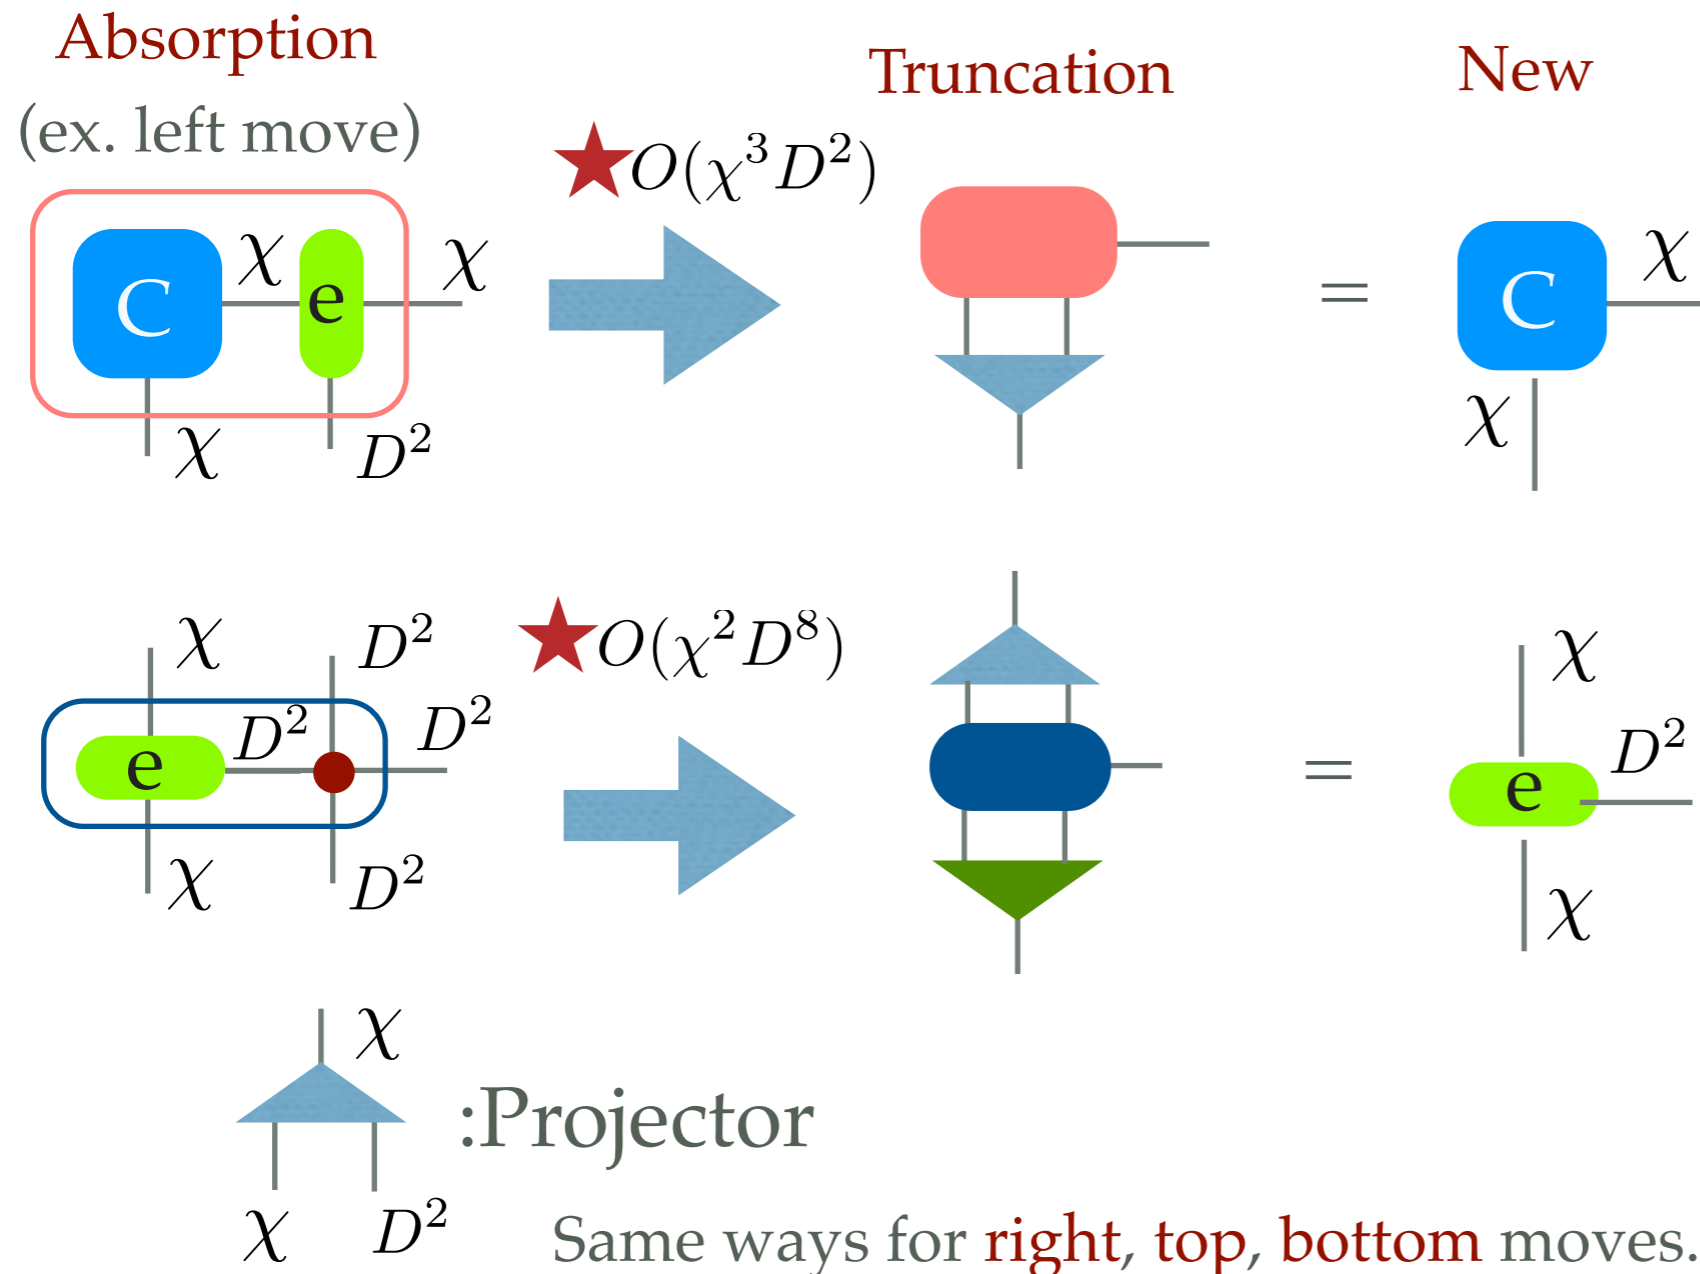 Absorption
(ex. left move)
Truncation
New
★O(χ³D²)
C
χ
e
χ
χ
D²
=
C
χ
χ
★O(χ²D⁸)
χ
D²
e
D²
D²
χ
D²
=
χ
e
D²
χ
χ
:Projector
χ
D²
Same ways for right, top, bottom moves.